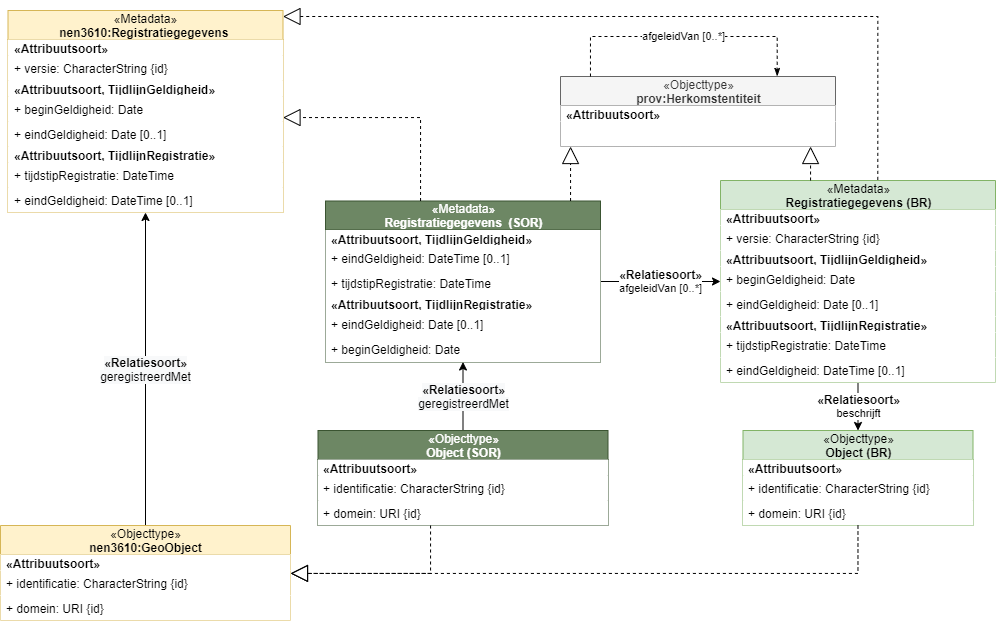 «Metadata»
nen3610:Registratiegegevens
«Attribuutsoort»
+ versie: CharacterString {id}
«Attribuutsoort, TijdlijnGeldigheid»
+ beginGeldigheid: Date
+ eindGeldigheid: Date [0..1]
«Attribuutsoort, TijdlijnRegistratie»
+ tijdstipRegistratie: DateTime
+ eindGeldigheid: DateTime [0..1]
afgeleidVan [0..*]
«Objecttype»
prov:Herkomstentiteit
«Attribuutsoort»
«Metadata»
Registratiegegevens (SOR)
«Attribuutsoort, TijdlijnGeldigheid»
+ eindGeldigheid: DateTime [0..1]
+ tijdstipRegistratie: DateTime
«Attribuutsoort, TijdlijnRegistratie»
+ eindGeldigheid: Date [0..1]
+ beginGeldigheid: Date
«Relatiesoort»
afgeleidVan [0..*]
«Metadata»
Registratiegegevens (BR)
«Attribuutsoort»
+ versie: CharacterString {id}
«Attribuutsoort, TijdlijnGeldigheid»
+ beginGeldigheid: Date
+ eindGeldigheid: Date [0..1]
«Attribuutsoort, TijdlijnRegistratie»
+ tijdstipRegistratie: DateTime
+ eindGeldigheid: DateTime [0..1]
«Relatiesoort»
geregistreerdMet
«Relatiesoort»
geregistreerdMet
«Relatiesoort»
beschrijft
«Objecttype»
Object (SOR)
«Attribuutsoort»
+ identificatie: CharacterString {id}
+ domein: URI {id}
«Objecttype»
Object (BR)
«Attribuutsoort»
+ identificatie: CharacterString {id}
+ domein: URI {id}
«Objecttype»
nen3610:GeoObject
«Attribuutsoort»
+ identificatie: CharacterString {id}
+ domein: URI {id}